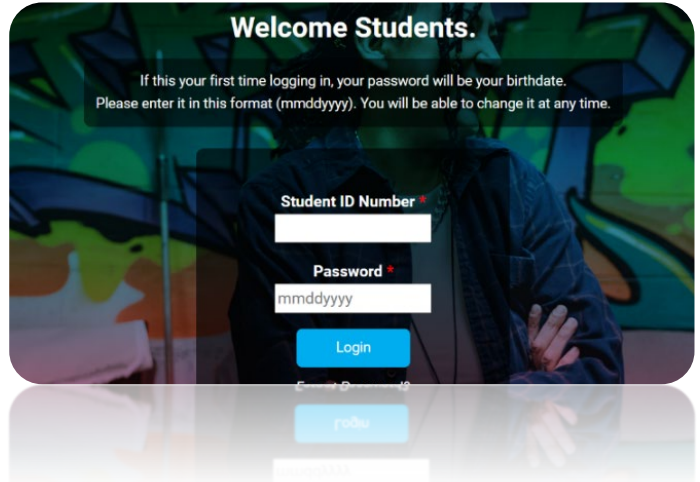 Welcome Students.
If this your first time logging in, your password will be your birthdate.
Please enter it in this format (mmddyyyy). You will be able to change it at any time.
Student ID Number *
Password *
mmddyyyy
Login